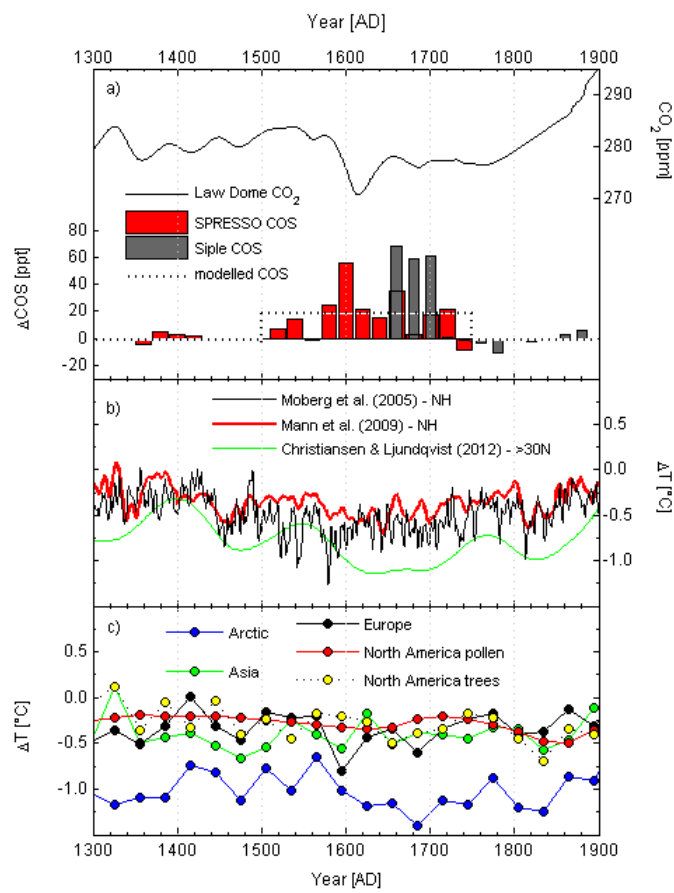 Year [AD]
1300 1400 1500 1600 1700 1800 1900
a)
290
280
270
CO2 [ppm]
Law Dome CO2
SPRESSO COS
Siple COS
modelled COS
80
60
40
20
0
-20
ΔCOS [ppt]
b)
Moberg et al. (2005) - NH
Mann et al. (2009) - NH
Christiansen & Ljundqvist (2012) - >30N
0.5
0.0
-0.5
-1.0
ΔT [°C]
c)
Arctic
Asia
Europe
North America pollen
North America trees
0.5
0.0
-0.5
-1.0
ΔT [°C]
1300 1400 1500 1600 1700 1800 1900
Year [AD]